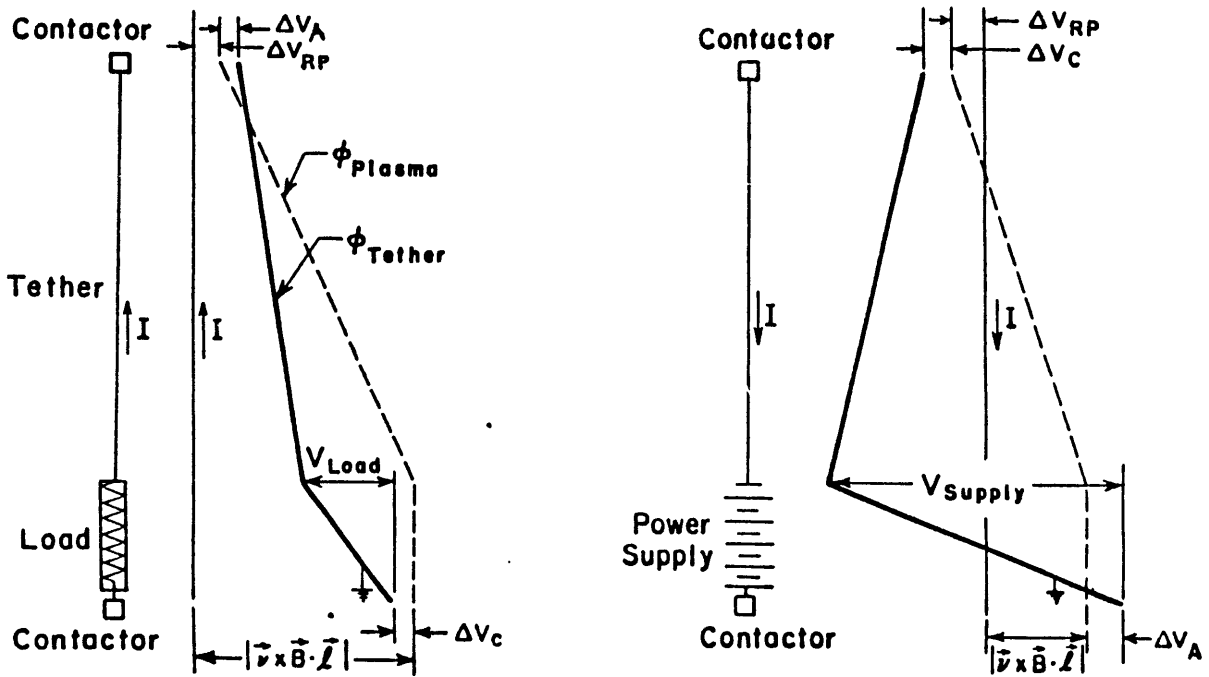 Contactor
ΔV_A
ΔV_RP
ϕ_Plasma
ϕ_Tether
Tether
I
I
V_Load
Load
Contactor
ΔV_C
|v⃗ x B⃗ · l⃗|
Contactor
ΔV_RP
ΔV_C
I
I
V_Supply
Power
Supply
Contactor
|v⃗ x B⃗ · l⃗|
ΔV_A